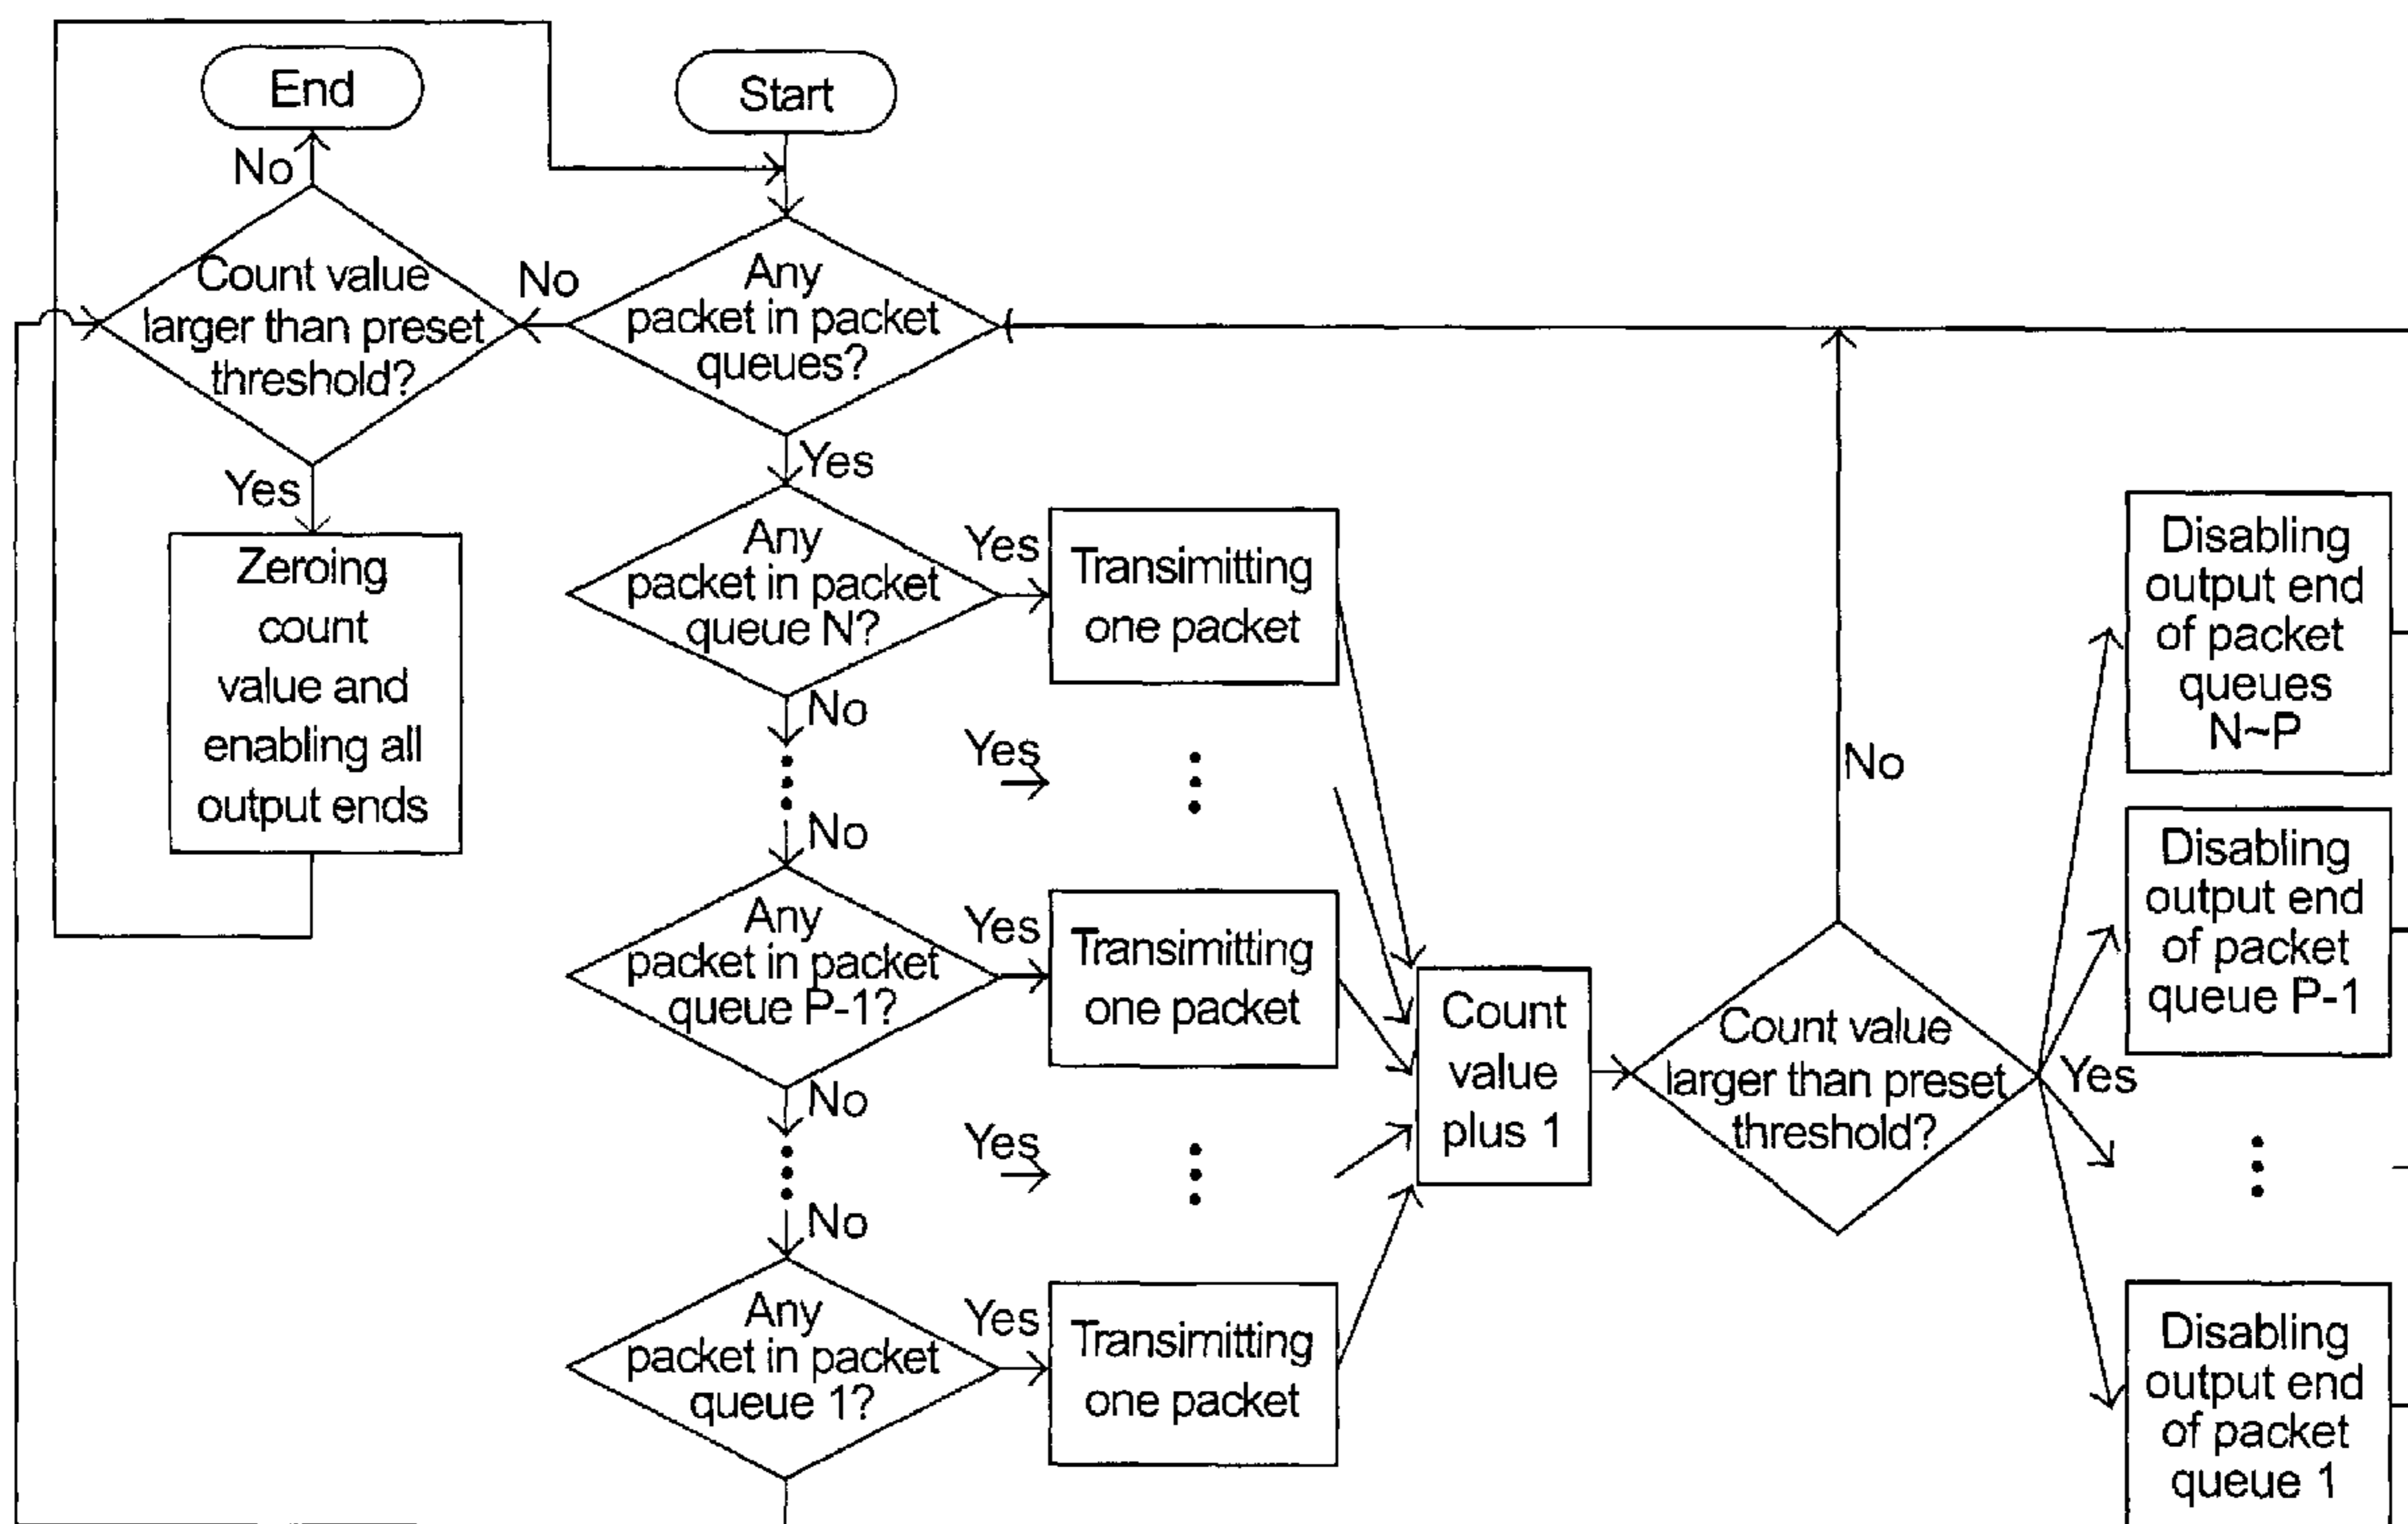 End
Start
No
Count value
larger than preset
threshold?
No
Any
packet in packet
queues?
Yes
Yes
Zeroing
count
value and
enabling all
output ends
Any
packet in packet
queue N?
Yes
Transimitting
one packet
No
Yes
No
Any
packet in packet
queue P-1?
Yes
Transimitting
one packet
No
Yes
No
Any
packet in packet
queue 1?
Yes
Transimitting
one packet
Count
value
plus 1
Count value
larger than preset
threshold?
No
Yes
Disabling
output end
of packet
queues
N~P
Disabling
output end
of packet
queue P-1
Disabling
output end
of packet
queue 1